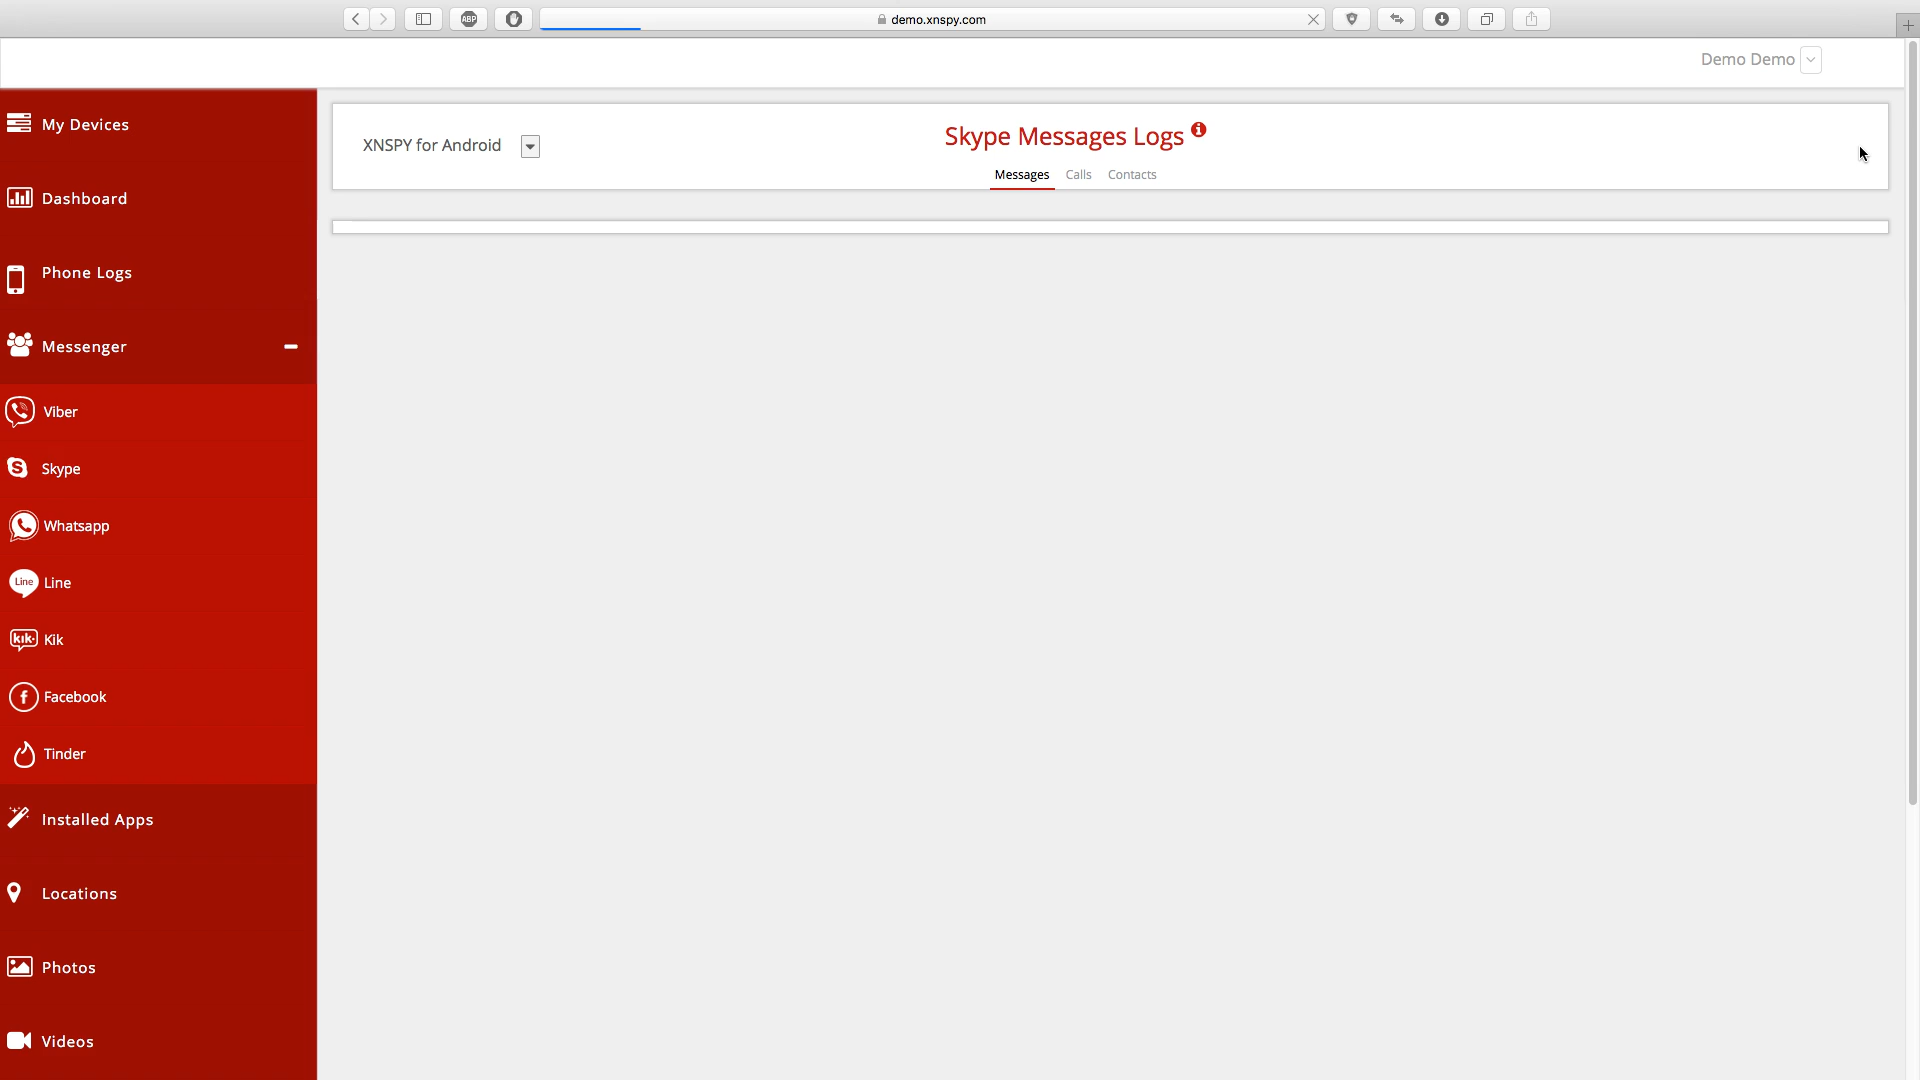 ABP
demo.xnspy.com
Demo Demo
My Devices
Dashboard
Phone Logs
Messenger
Viber
Skype
Whatsapp
Line Line
kik Kik
Facebook
Tinder
Installed Apps
Locations
Photos
Videos
XNSPY for Android
Skype Messages Logs
Messages Calls Contacts